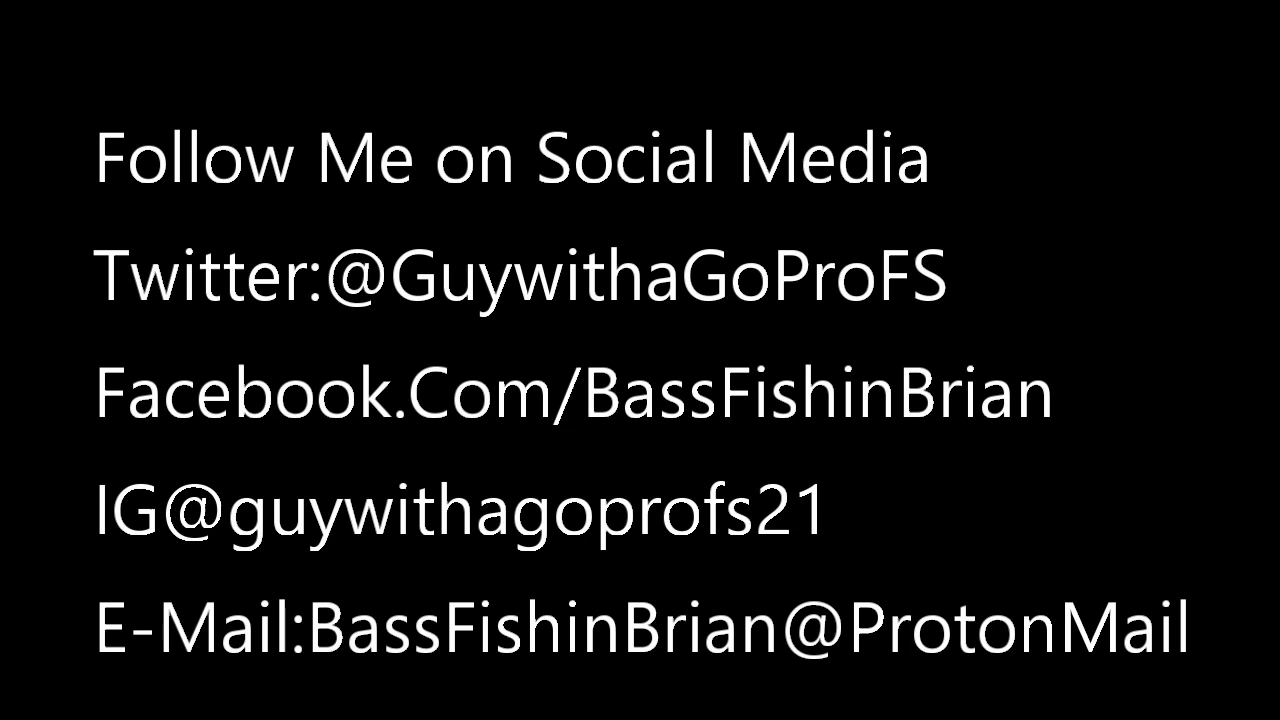 Follow Me on Social Media
Twitter:@GuywithaGoProFS
Facebook.Com/BassFishinBrian
IG@guywithagoprofs21
E-Mail:BassFishinBrian@ProtonMail